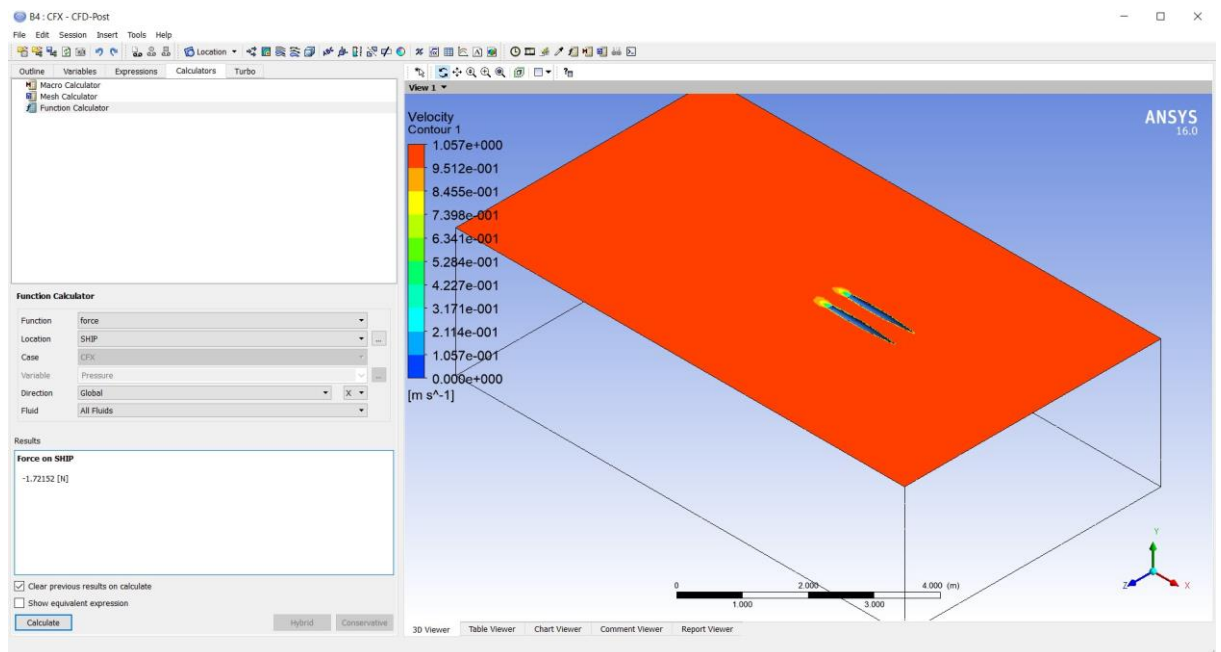 B4 : CFX - CFD-Post
File Edit Session Insert Tools Help
Location
Outline Variables Expressions Calculators Turbo
Macro Calculator
Mesh Calculator
Function Calculator
Function Calculator
Function force
Location SHIP ...
Case CFX
Variable Pressure ...
Direction Global X
Fluid All Fluids
Results
Force on SHIP
-1.72152 [N]
Clear previous results on calculate
Show equivalent expression
Calculate Hybrid Conservative
View 1
Velocity
Contour 1
1.057e+000
9.512e-001
8.455e-001
7.398e-001
6.341e-001
5.284e-001
4.227e-001
3.171e-001
2.114e-001
1.057e-001
0.000e+000
[m s^-1]
ANSYS
16.0
0 2.000 4.000 (m)
1.000 3.000
Y
Z X
3D Viewer Table Viewer Chart Viewer Comment Viewer Report Viewer